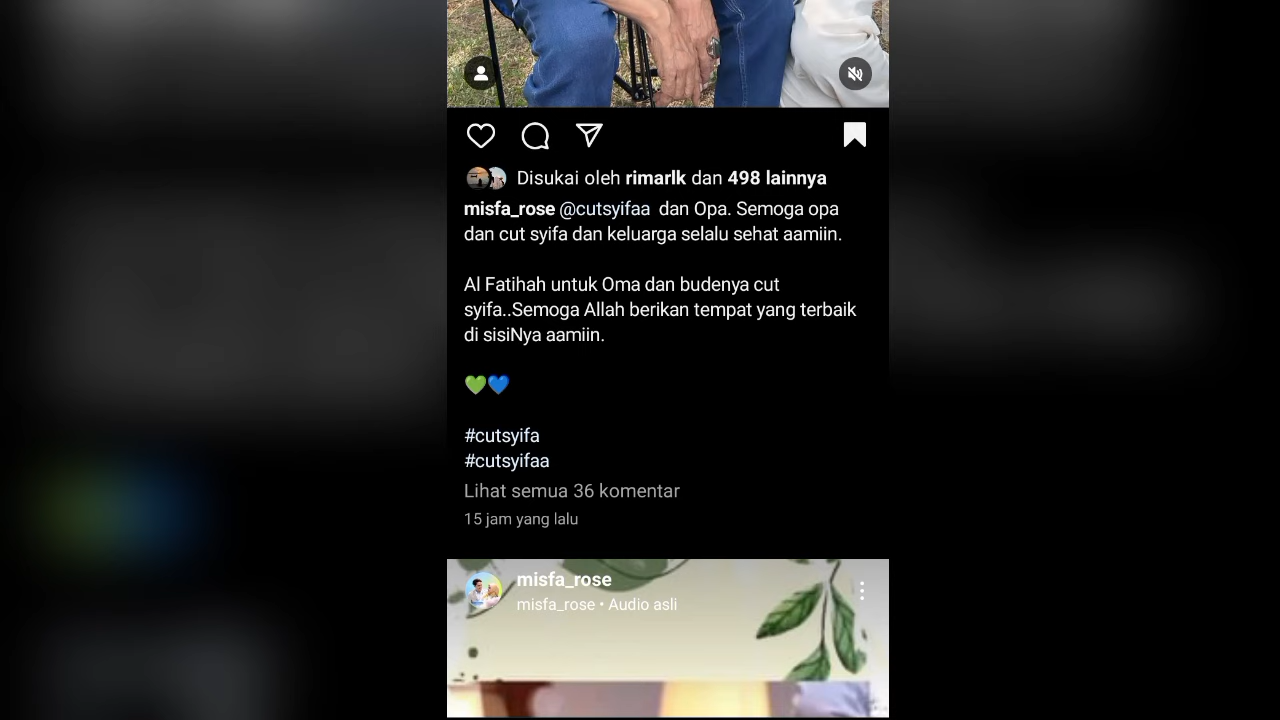 Disukai oleh rimarlk dan 498 lainnya
misfa_rose @cutsyifaa dan Opa. Semoga opa
dan cut syifa dan keluarga selalu sehat aamiin.
Al Fatihah untuk Oma dan budenya cut
syifa..Semoga Allah berikan tempat yang terbaik
di sisiNya aamiin.
💚💙
#cutsyifa
#cutsyifaa
Lihat semua 36 komentar
15 jam yang lalu
misfa_rose
misfa_rose • Audio asli